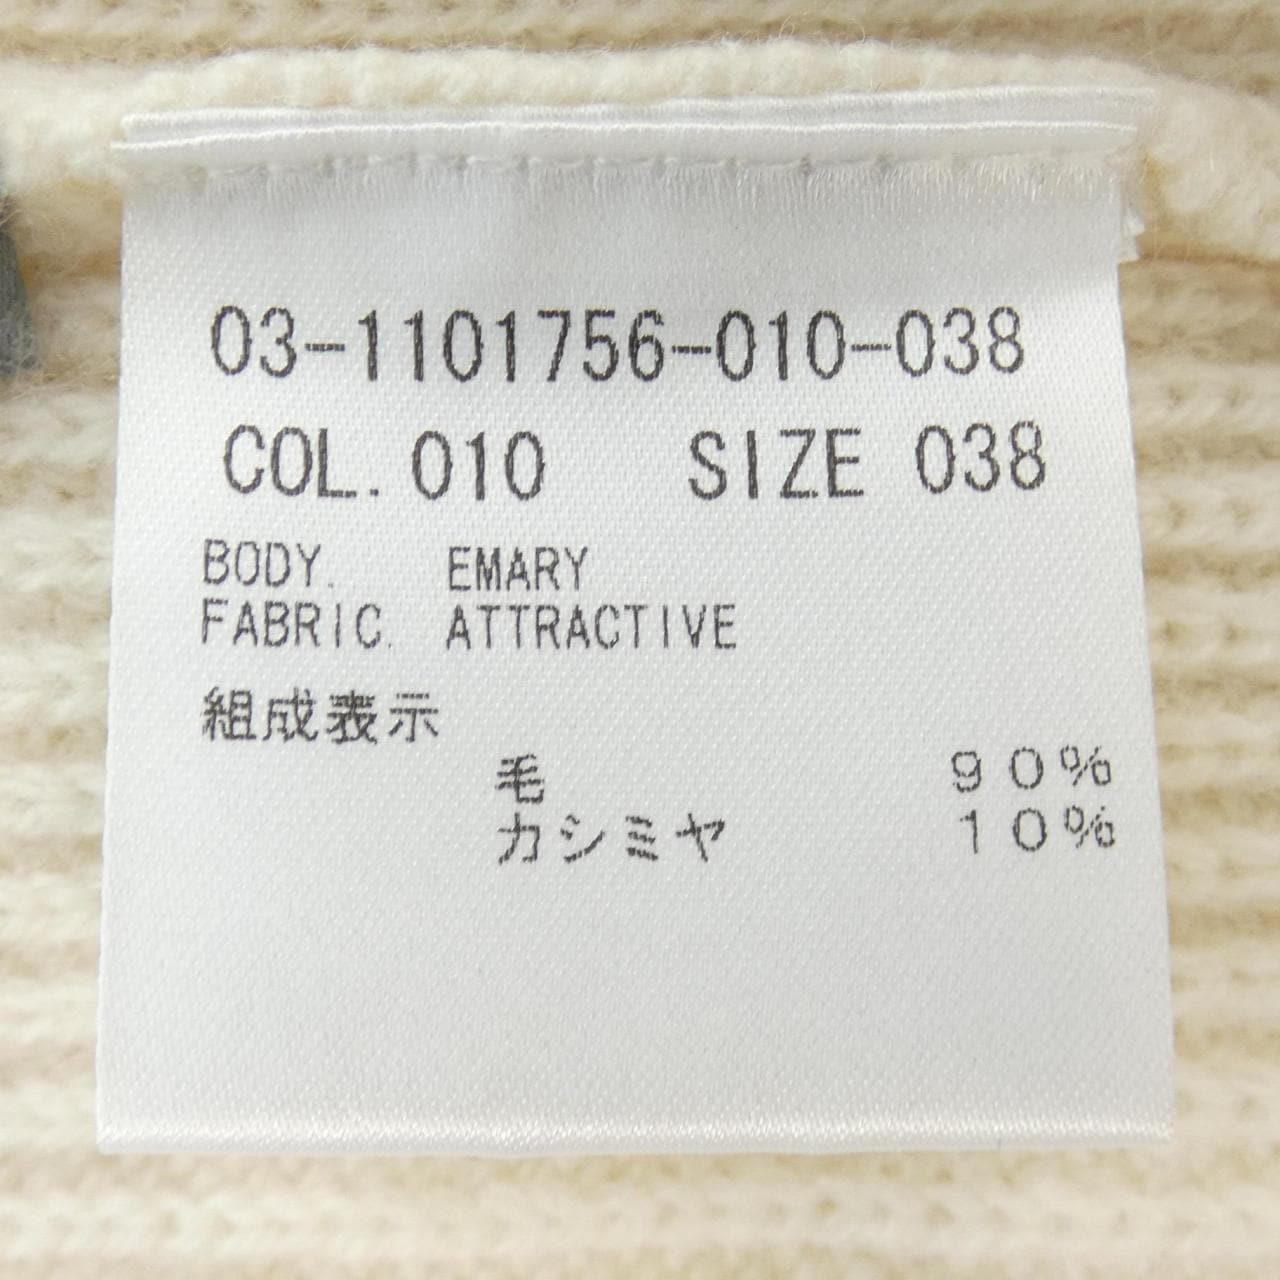 03-1101756-010-038
COL. 010 SIZE 038
BODY. EMARY
FABRIC. ATTRACTIVE
組成表示
毛 90%
カシミヤ 10%